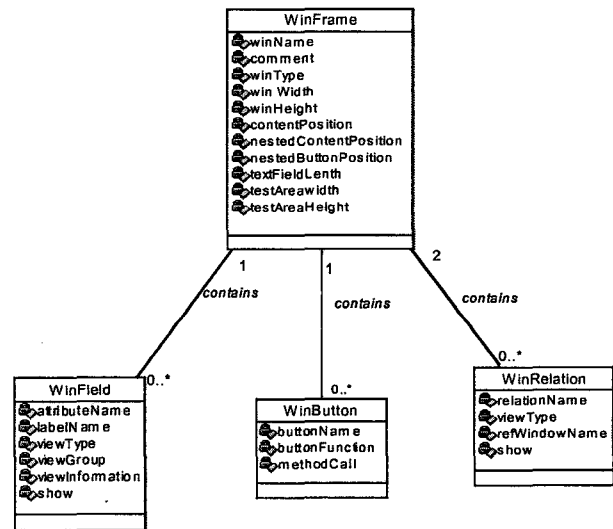 WinFrame
winName
comment
winType
win Width
winHeight
contentPosition
nestedContentPosition
nestedButtonPosition
textFieldLenth
testAreawidth
testAreaHeight
1
1
2
contains
contains
contains
0..*
0..*
0..*
WinField
attributeName
labelName
viewType
viewGroup
viewInformation
show
WinButton
buttonName
buttonFunction
methodCall
WinRelation
relationName
viewType
refWindowName
show